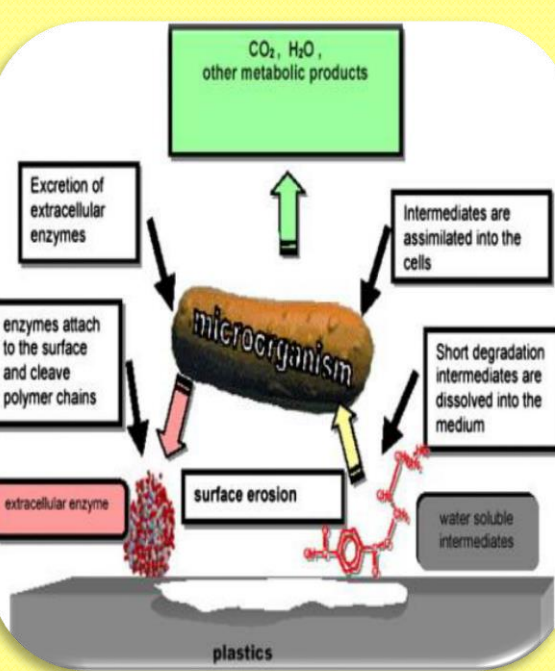 CO₂, H₂O,
other metabolic products
Excretion of
extracellular
enzymes
Intermediates are
assimilated into the
cells
microorganism
enzymes attach
to the surface
and cleave
polymer chains
Short degradation
intermediates are
dissolved into the
medium
extracellular enzyme
surface erosion
water soluble
intermediates
plastics